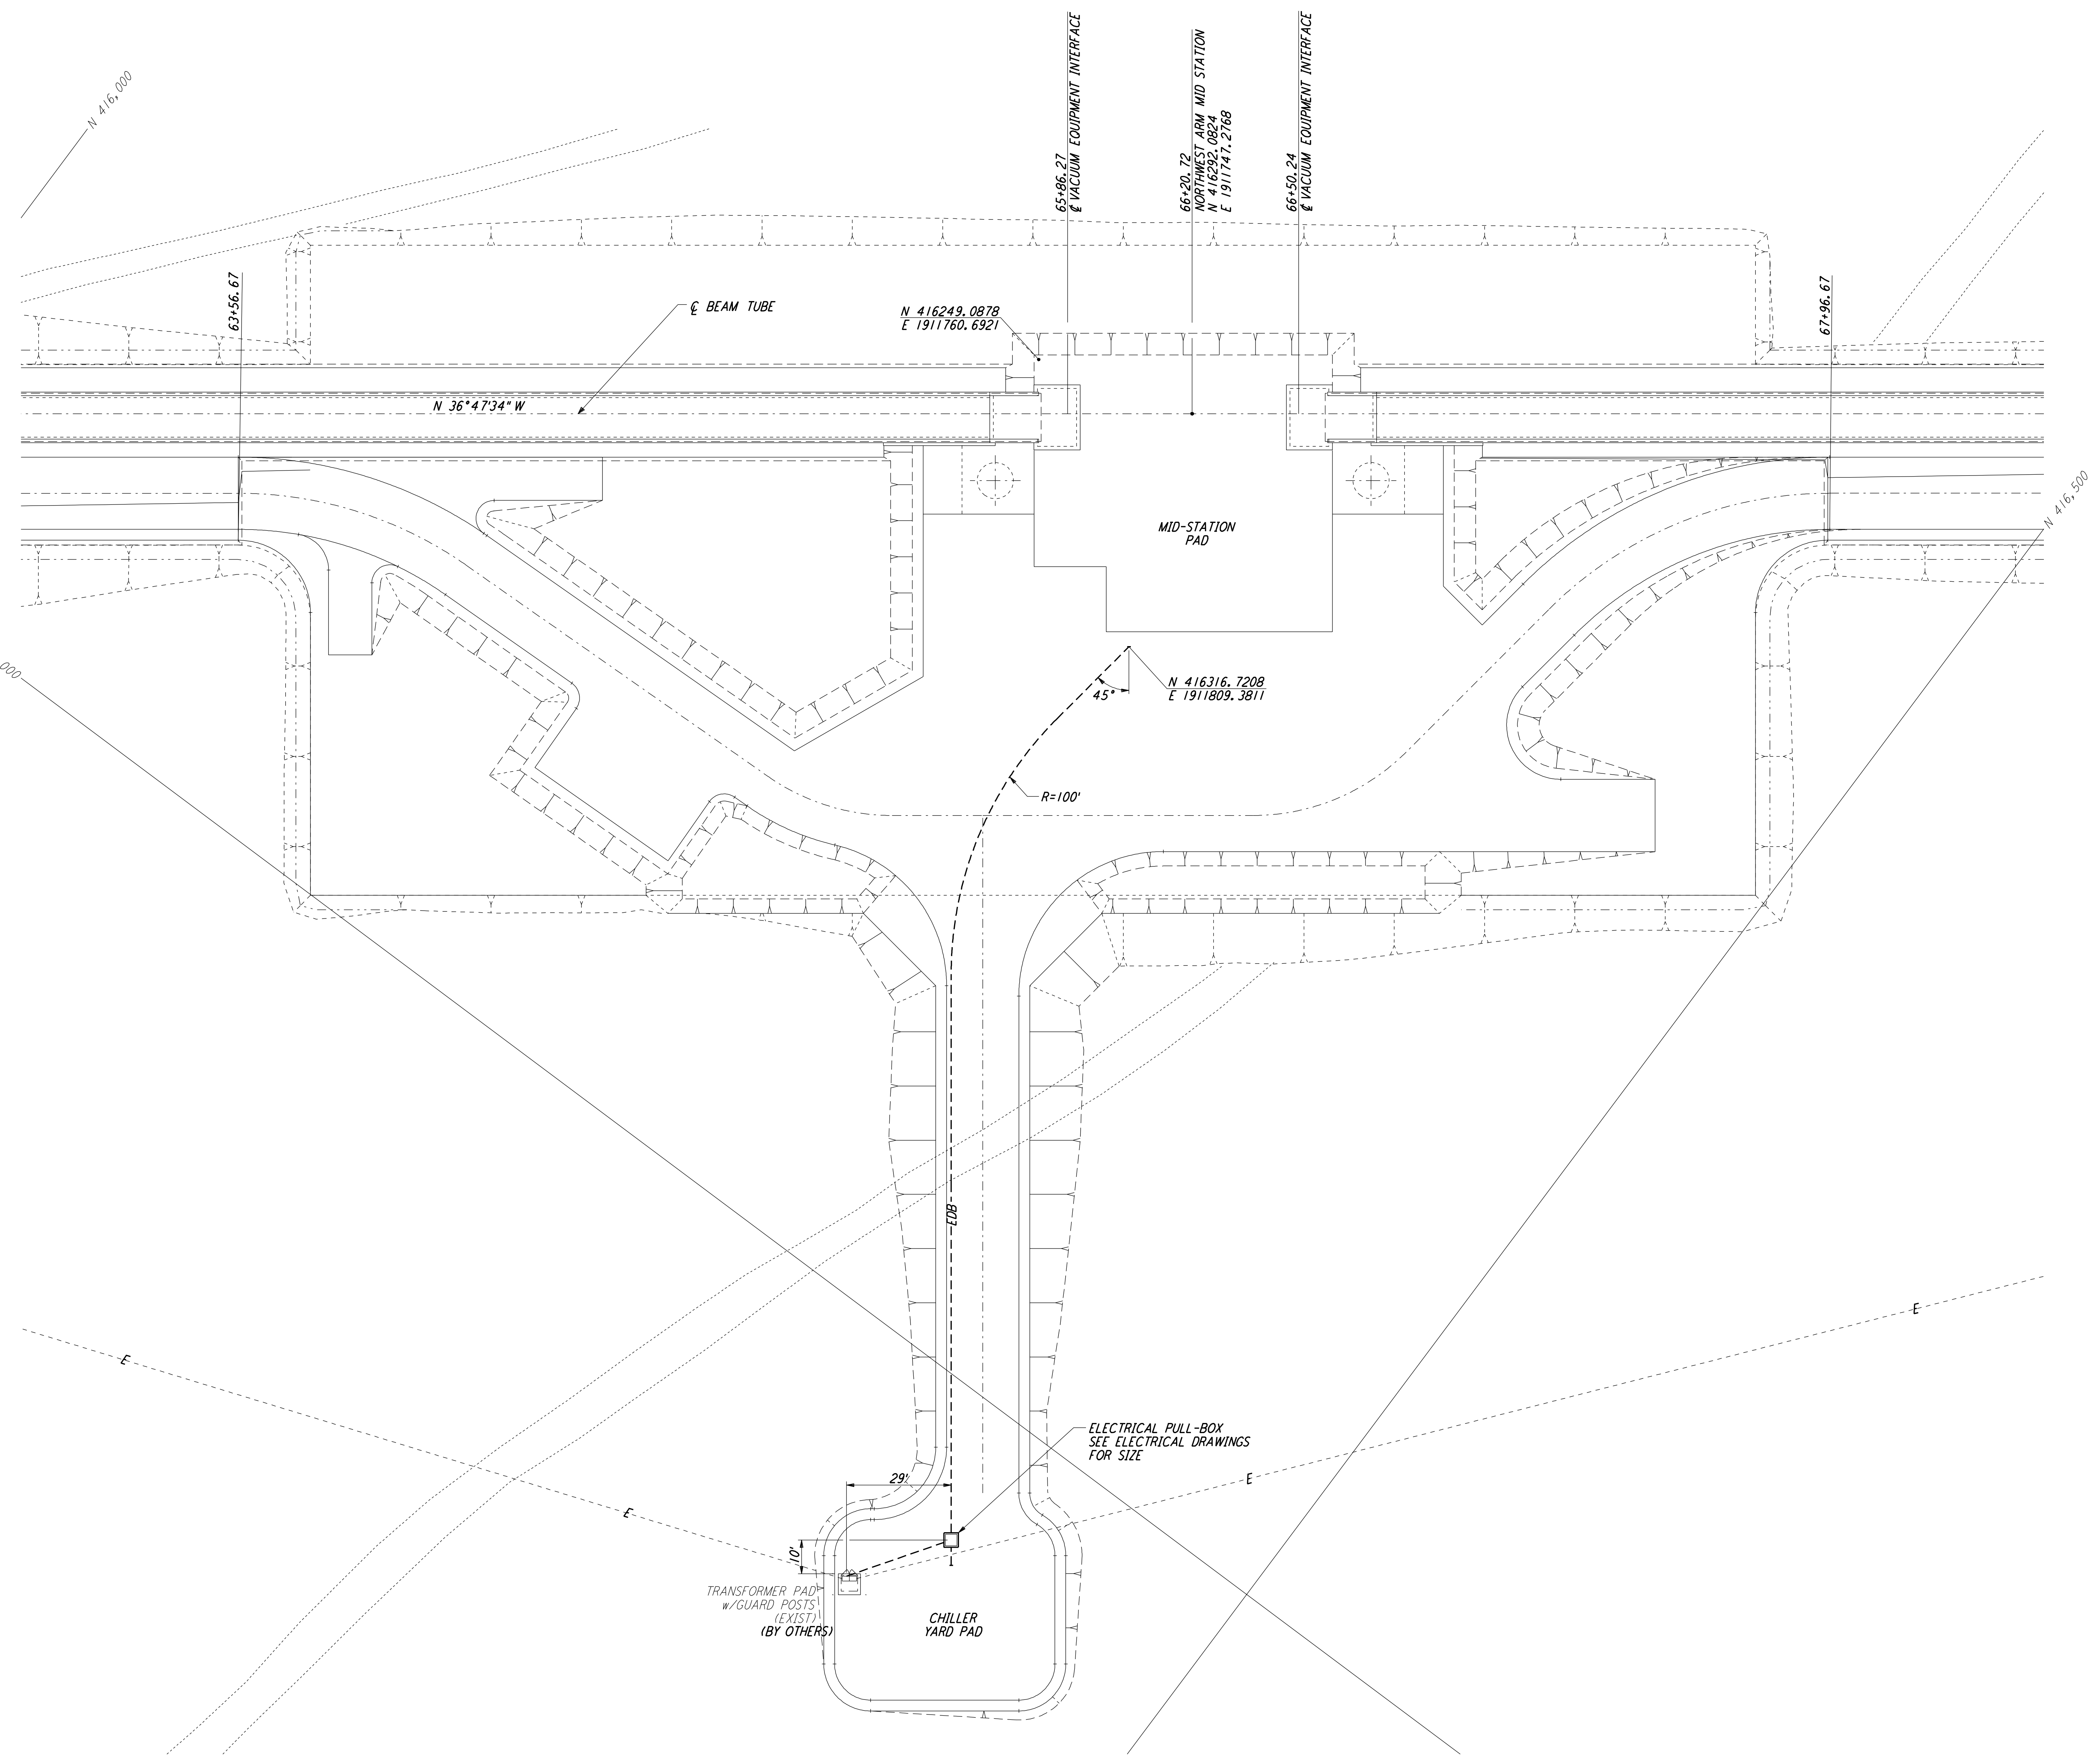 N 416,000
65+86.27
℄ VACUUM EQUIPMENT INTERFACE
66+20.72
NORTHWEST ARM MID STATION
N 416292.0824
E 1911747.2768
66+50.24
℄ VACUUM EQUIPMENT INTERFACE
63+56.67
℄ BEAM TUBE
N 416249.0878
E 1911760.6921
67+96.67
N 36°47'34" W
N 416,500
MID-STATION
PAD
000
45°
N 416316.7208
E 1911809.3811
R=100'
EDB
E
E
E
E
ELECTRICAL PULL-BOX
SEE ELECTRICAL DRAWINGS
FOR SIZE
29'
10'
TRANSFORMER PAD
w/GUARD POSTS
(EXIST)
(BY OTHERS)
CHILLER
YARD PAD